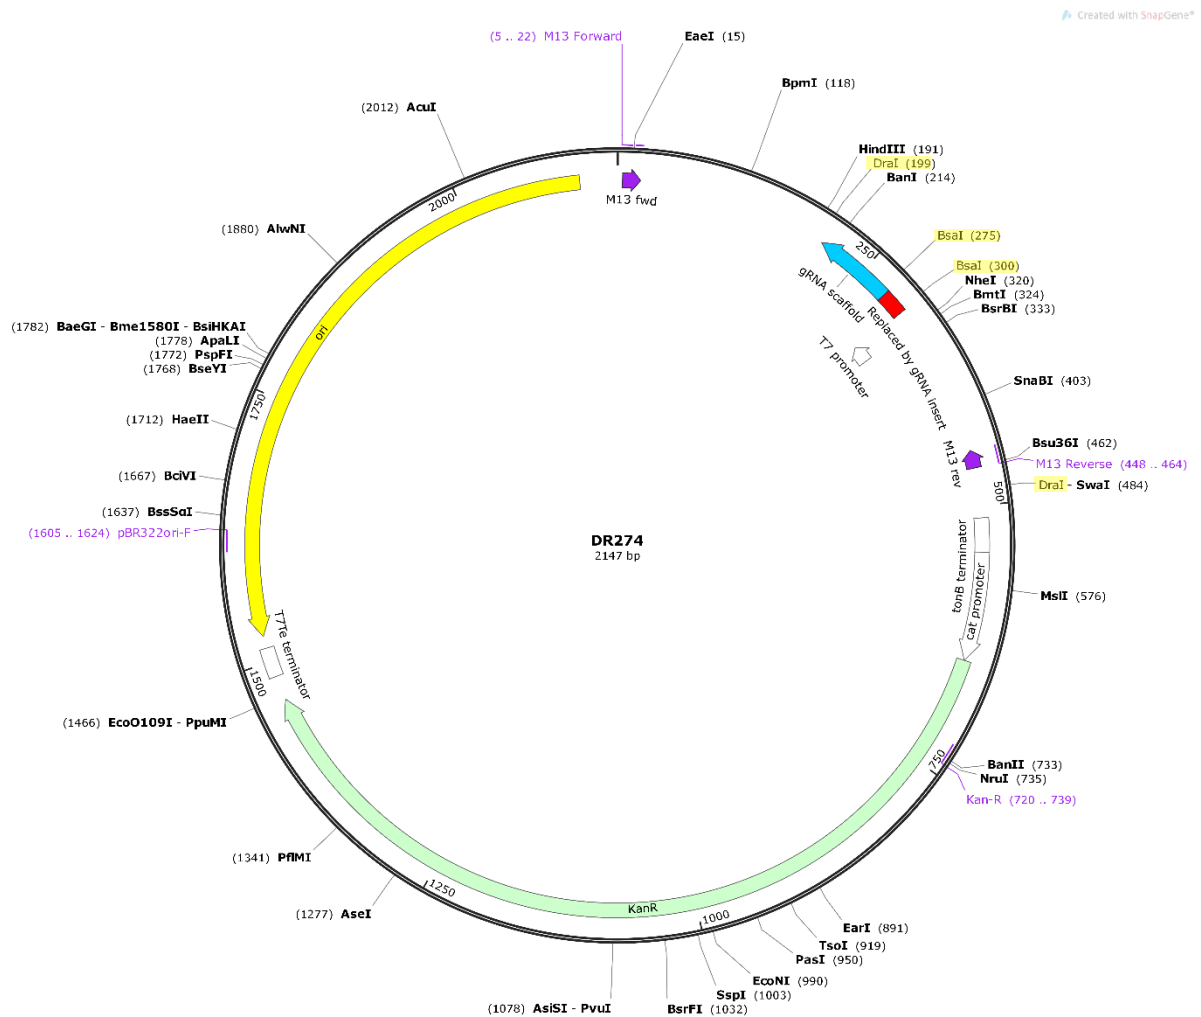 Created with SnapGene®
(5 .. 22) M13 Forward
EaeI (15)
BpmI (118)
(2012) AcuI
HindIII (191)
DraI (199)
BanI (214)
2000
M13 fwd
(1880) AlwNI
BsaI (275)
250
BsaI (300)
NheI (320)
BmtI (324)
BsrBI (333)
gRNA scaffold
Replaced by gRNA insert
T7 promoter
(1782) BaeGI - Bme1580I - BsiHKAI
(1778) ApaLI
(1772) PspFI
(1768) BseYI
ori
SnaBI (403)
1750
(1712) HaeII
Bsu36I (462)
M13 Reverse (448 .. 464)
M13 rev
(1667) BciVI
DraI - SwaI (484)
500
(1637) BssSαI
(1605 .. 1624) pBR322ori-F
DR274
2147 bp
tonB terminator
cat promoter
MslI (576)
T7Te terminator
1500
(1466) EcoO109I - PpuMI
750
BanII (733)
NruI (735)
Kan-R (720 .. 739)
(1341) PflMI
1250
(1277) AseI
KanR
1000
EarI (891)
TsoI (919)
PasI (950)
EcoNI (990)
SspI (1003)
(1078) AsiSI - PvuI
BsrFI (1032)